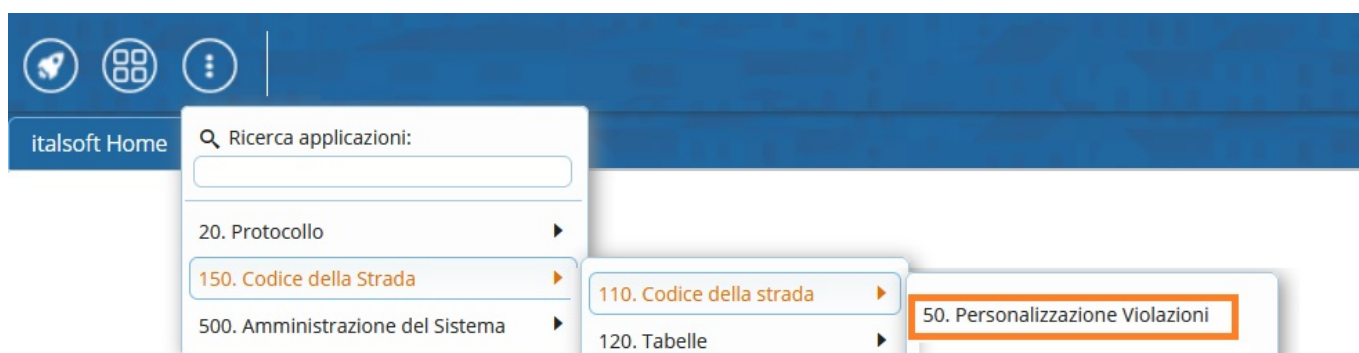 italsoft Home
Ricerca applicazioni:
20. Protocollo
150. Codice della Strada
500. Amministrazione del Sistema
110. Codice della strada
120. Tabelle
50. Personalizzazione Violazioni